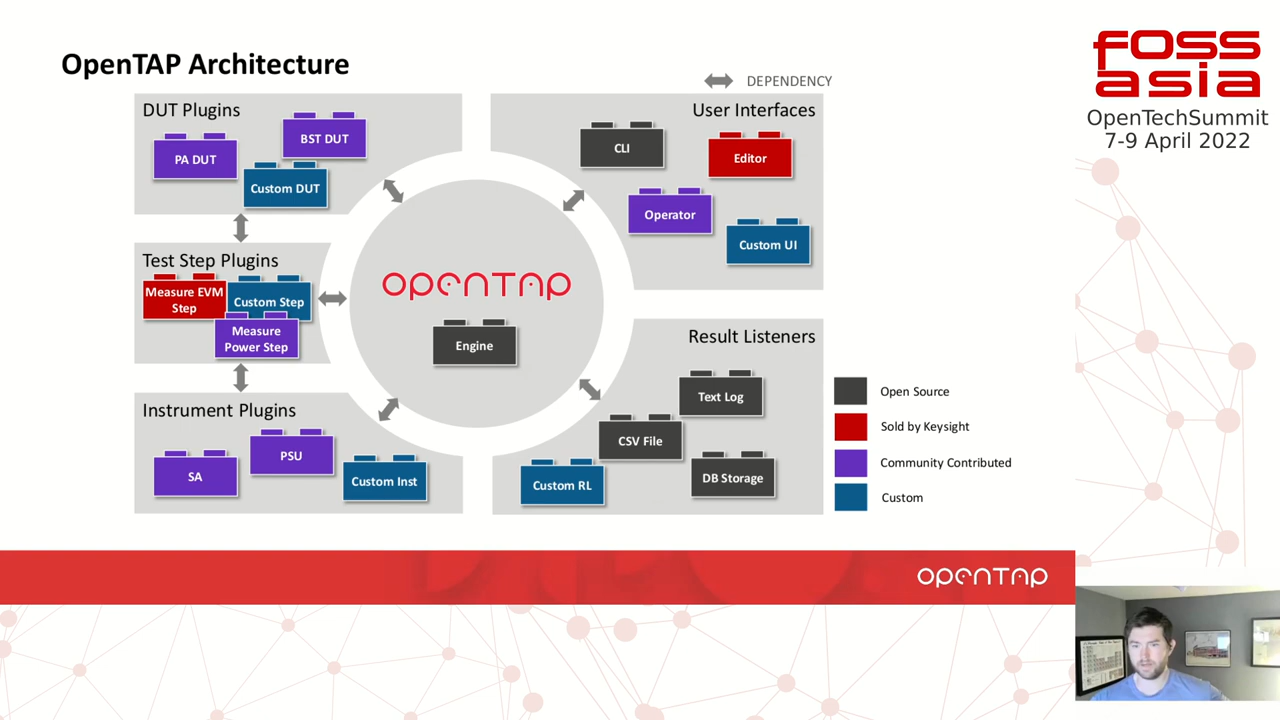 OpenTAP Architecture
DEPENDENCY
DUT Plugins
PA DUT
BST DUT
Custom DUT
User Interfaces
CLI
Editor
Operator
Custom UI
Test Step Plugins
Measure EVM
Step
Custom Step
Measure
Power Step
OPENTAP
Engine
Instrument Plugins
SA
PSU
Custom Inst
Result Listeners
Text Log
CSV File
DB Storage
Custom RL
Open Source
Sold by Keysight
Community Contributed
Custom
OPENTAP
FOSS
asia
OpenTechSummit
7-9 April 2022